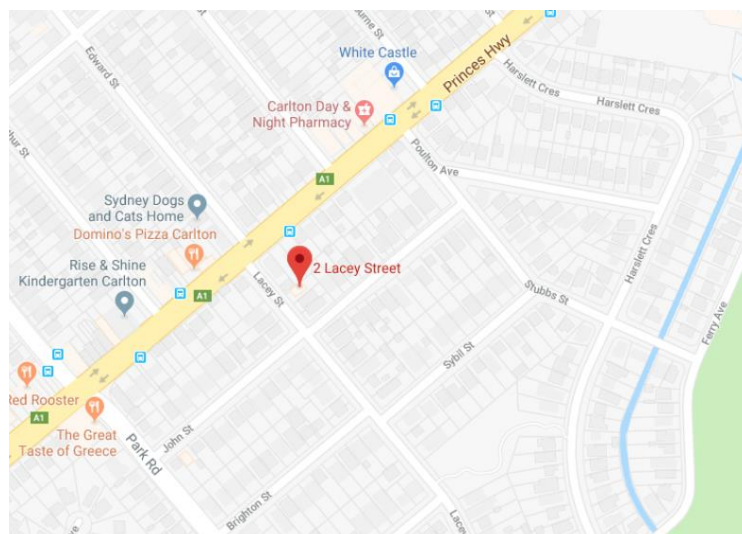 Edward St
White Castle
Princes Hwy
Harslett Cres
Harslett Cres
Carlton Day &
Night Pharmacy
Poulton Ave
A1
Sydney Dogs
and Cats Home
Domino's Pizza Carlton
Rise & Shine
Kindergarten Carlton
Lacey St
2 Lacey Street
Harslett Cres
Stubbs St
Ferry Ave
A1
Sybil St
Red Rooster
A1
The Great
Taste of Greece
John St
Park Rd
Brighton St